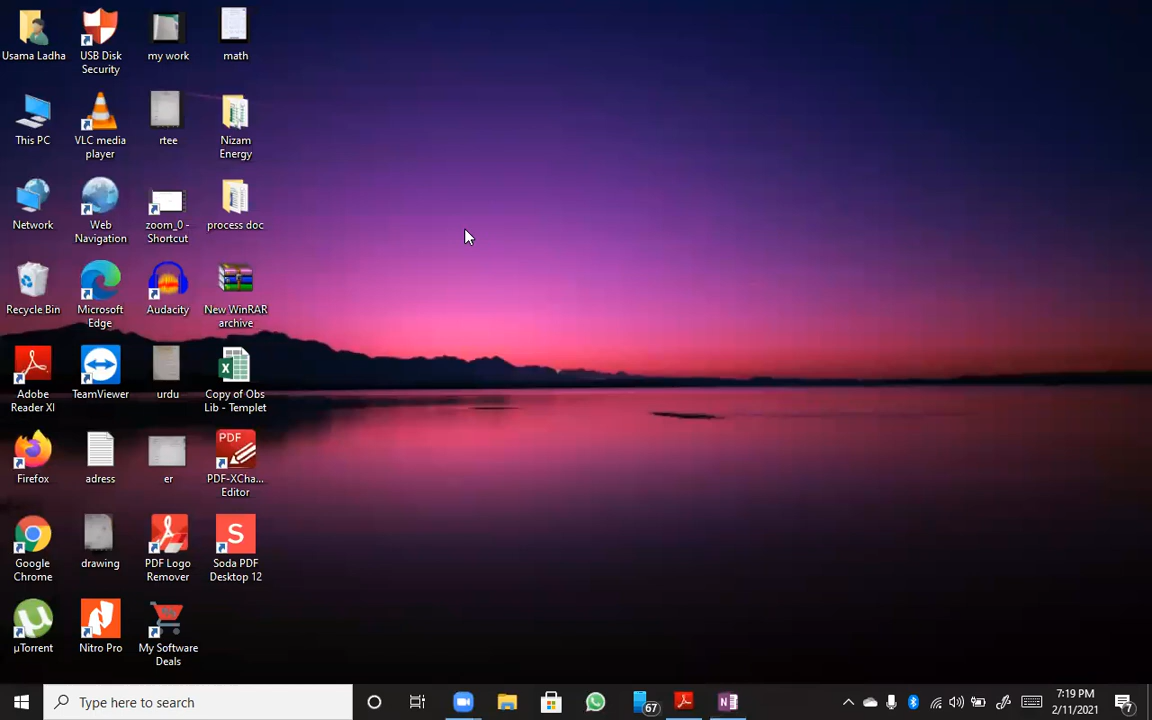 Usama Ladha
USB Disk
Security
my work
math
This PC
VLC media
player
rtee
Nizam
Energy
Network
Web
Navigation
zoom_0 -
Shortcut
process doc
Recycle Bin
Microsoft
Edge
Audacity
New WinRAR
archive
Adobe
Reader XI
TeamViewer
urdu
Copy of Obs
Lib - Templet
Firefox
adress
er
PDF
PDF-XCha...
Editor
Google
Chrome
drawing
PDF Logo
Remover
S
Soda PDF
Desktop 12
µTorrent
Nitro Pro
My Software
Deals
Type here to search
67
7:19 PM
2/11/2021
7